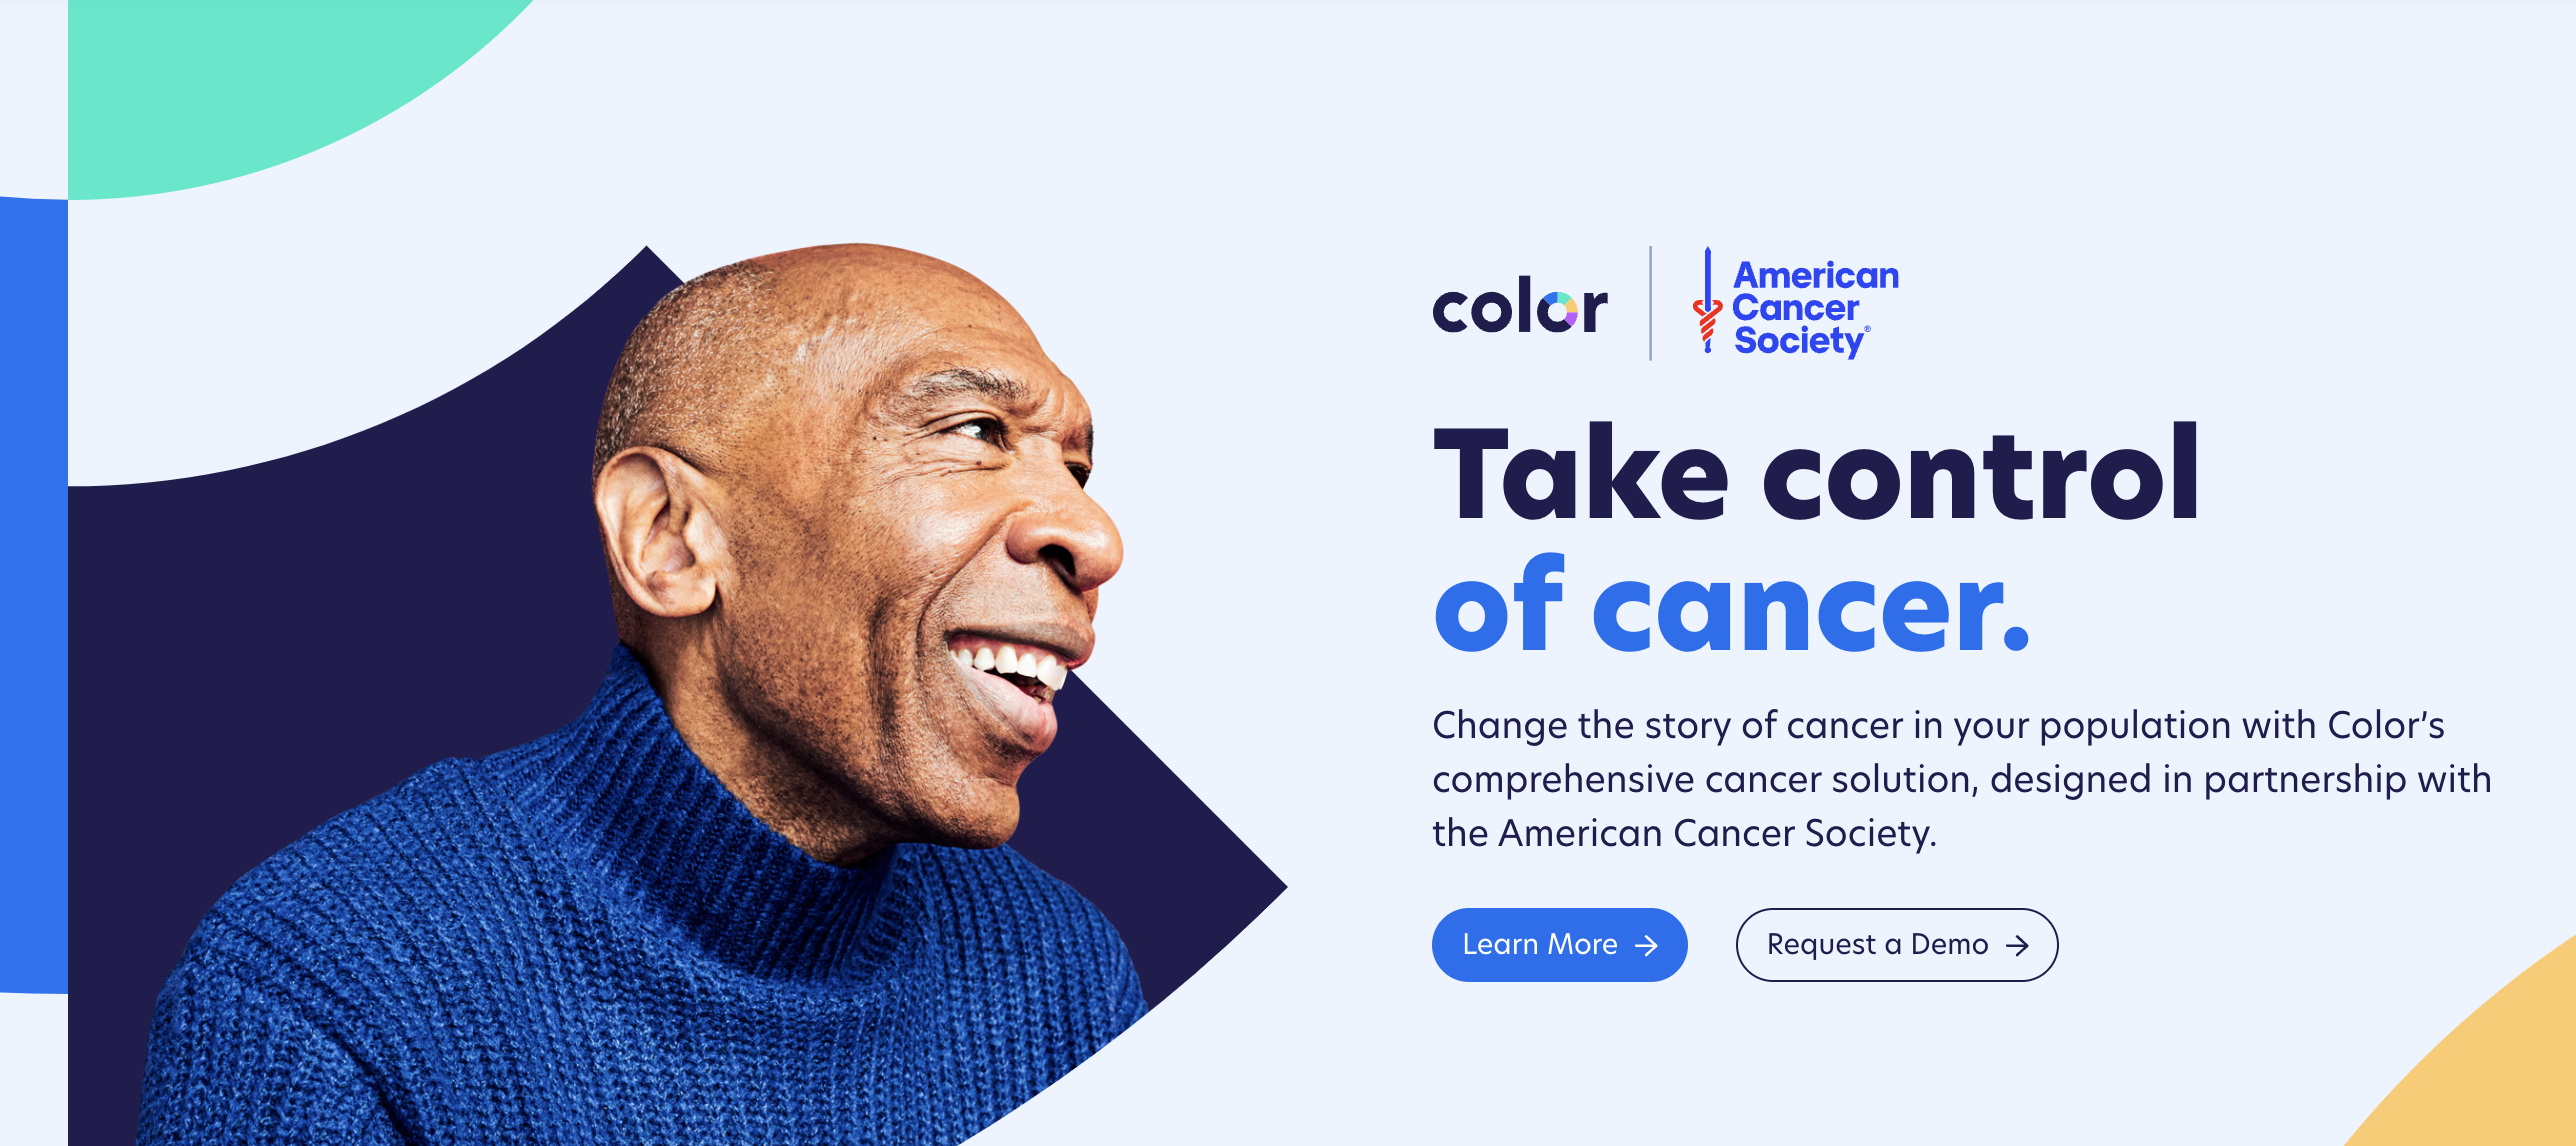 color
American
Cancer
Society®
Take control
of cancer.
Change the story of cancer in your population with Color’s
comprehensive cancer solution, designed in partnership with
the American Cancer Society.
Learn More →
Request a Demo →